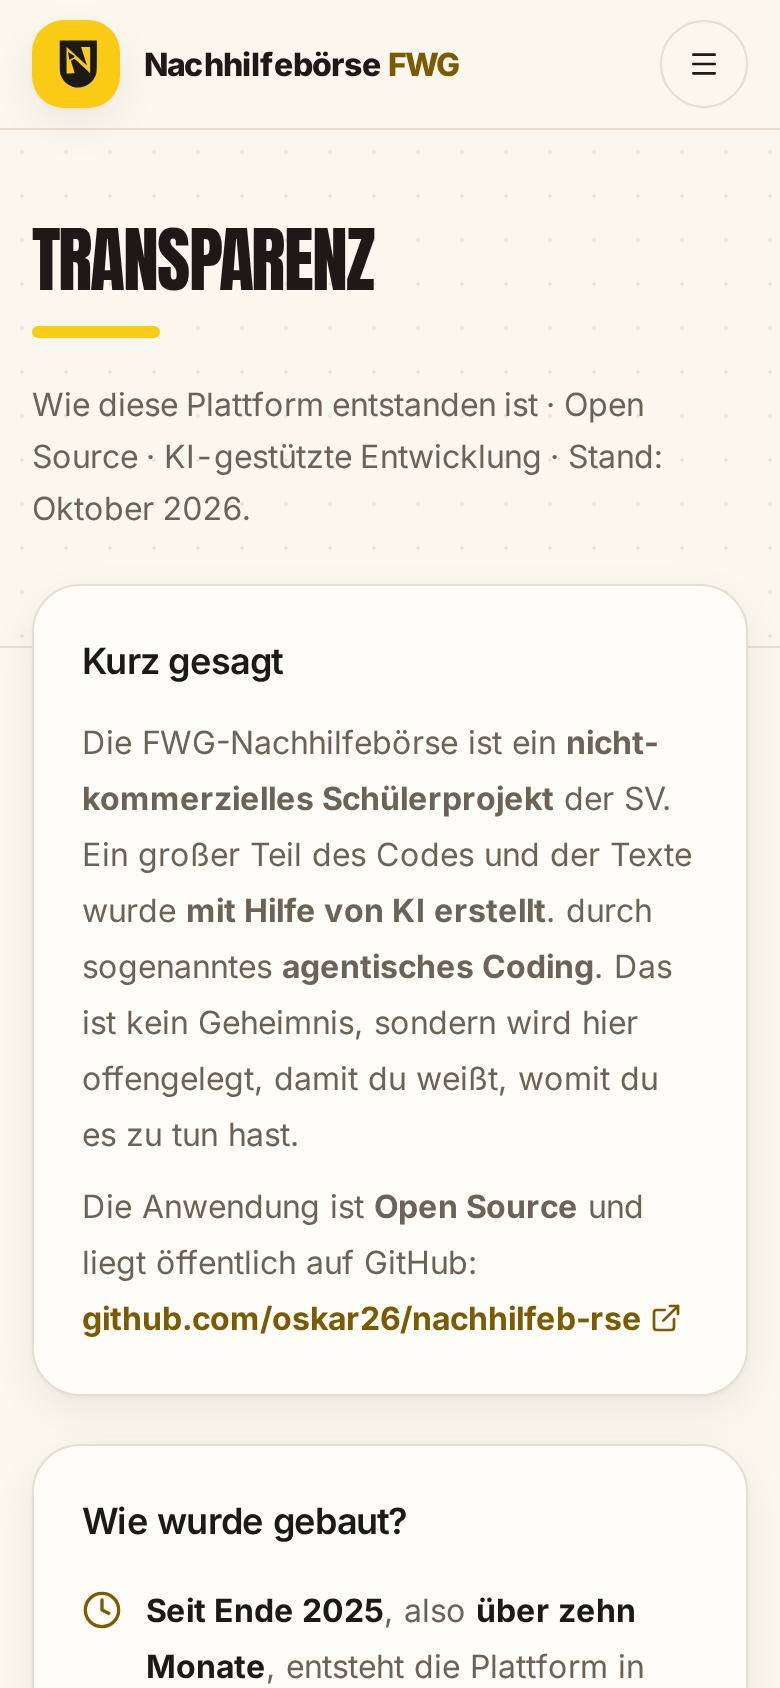 Nachhilfebörse FWG
TRANSPARENZ
Wie diese Plattform entstanden ist · Open
Source · KI-gestützte Entwicklung · Stand:
Oktober 2026.
Kurz gesagt
Die FWG-Nachhilfebörse ist ein nicht-
kommerzielles Schülerprojekt der SV.
Ein großer Teil des Codes und der Texte
wurde mit Hilfe von KI erstellt. durch
sogenanntes agentisches Coding. Das
ist kein Geheimnis, sondern wird hier
offengelegt, damit du weißt, womit du
es zu tun hast.
Die Anwendung ist Open Source und
liegt öffentlich auf GitHub:
github.com/oskar26/nachhilfeb-rse
Wie wurde gebaut?
Seit Ende 2025, also über zehn
Monate, entsteht die Plattform in